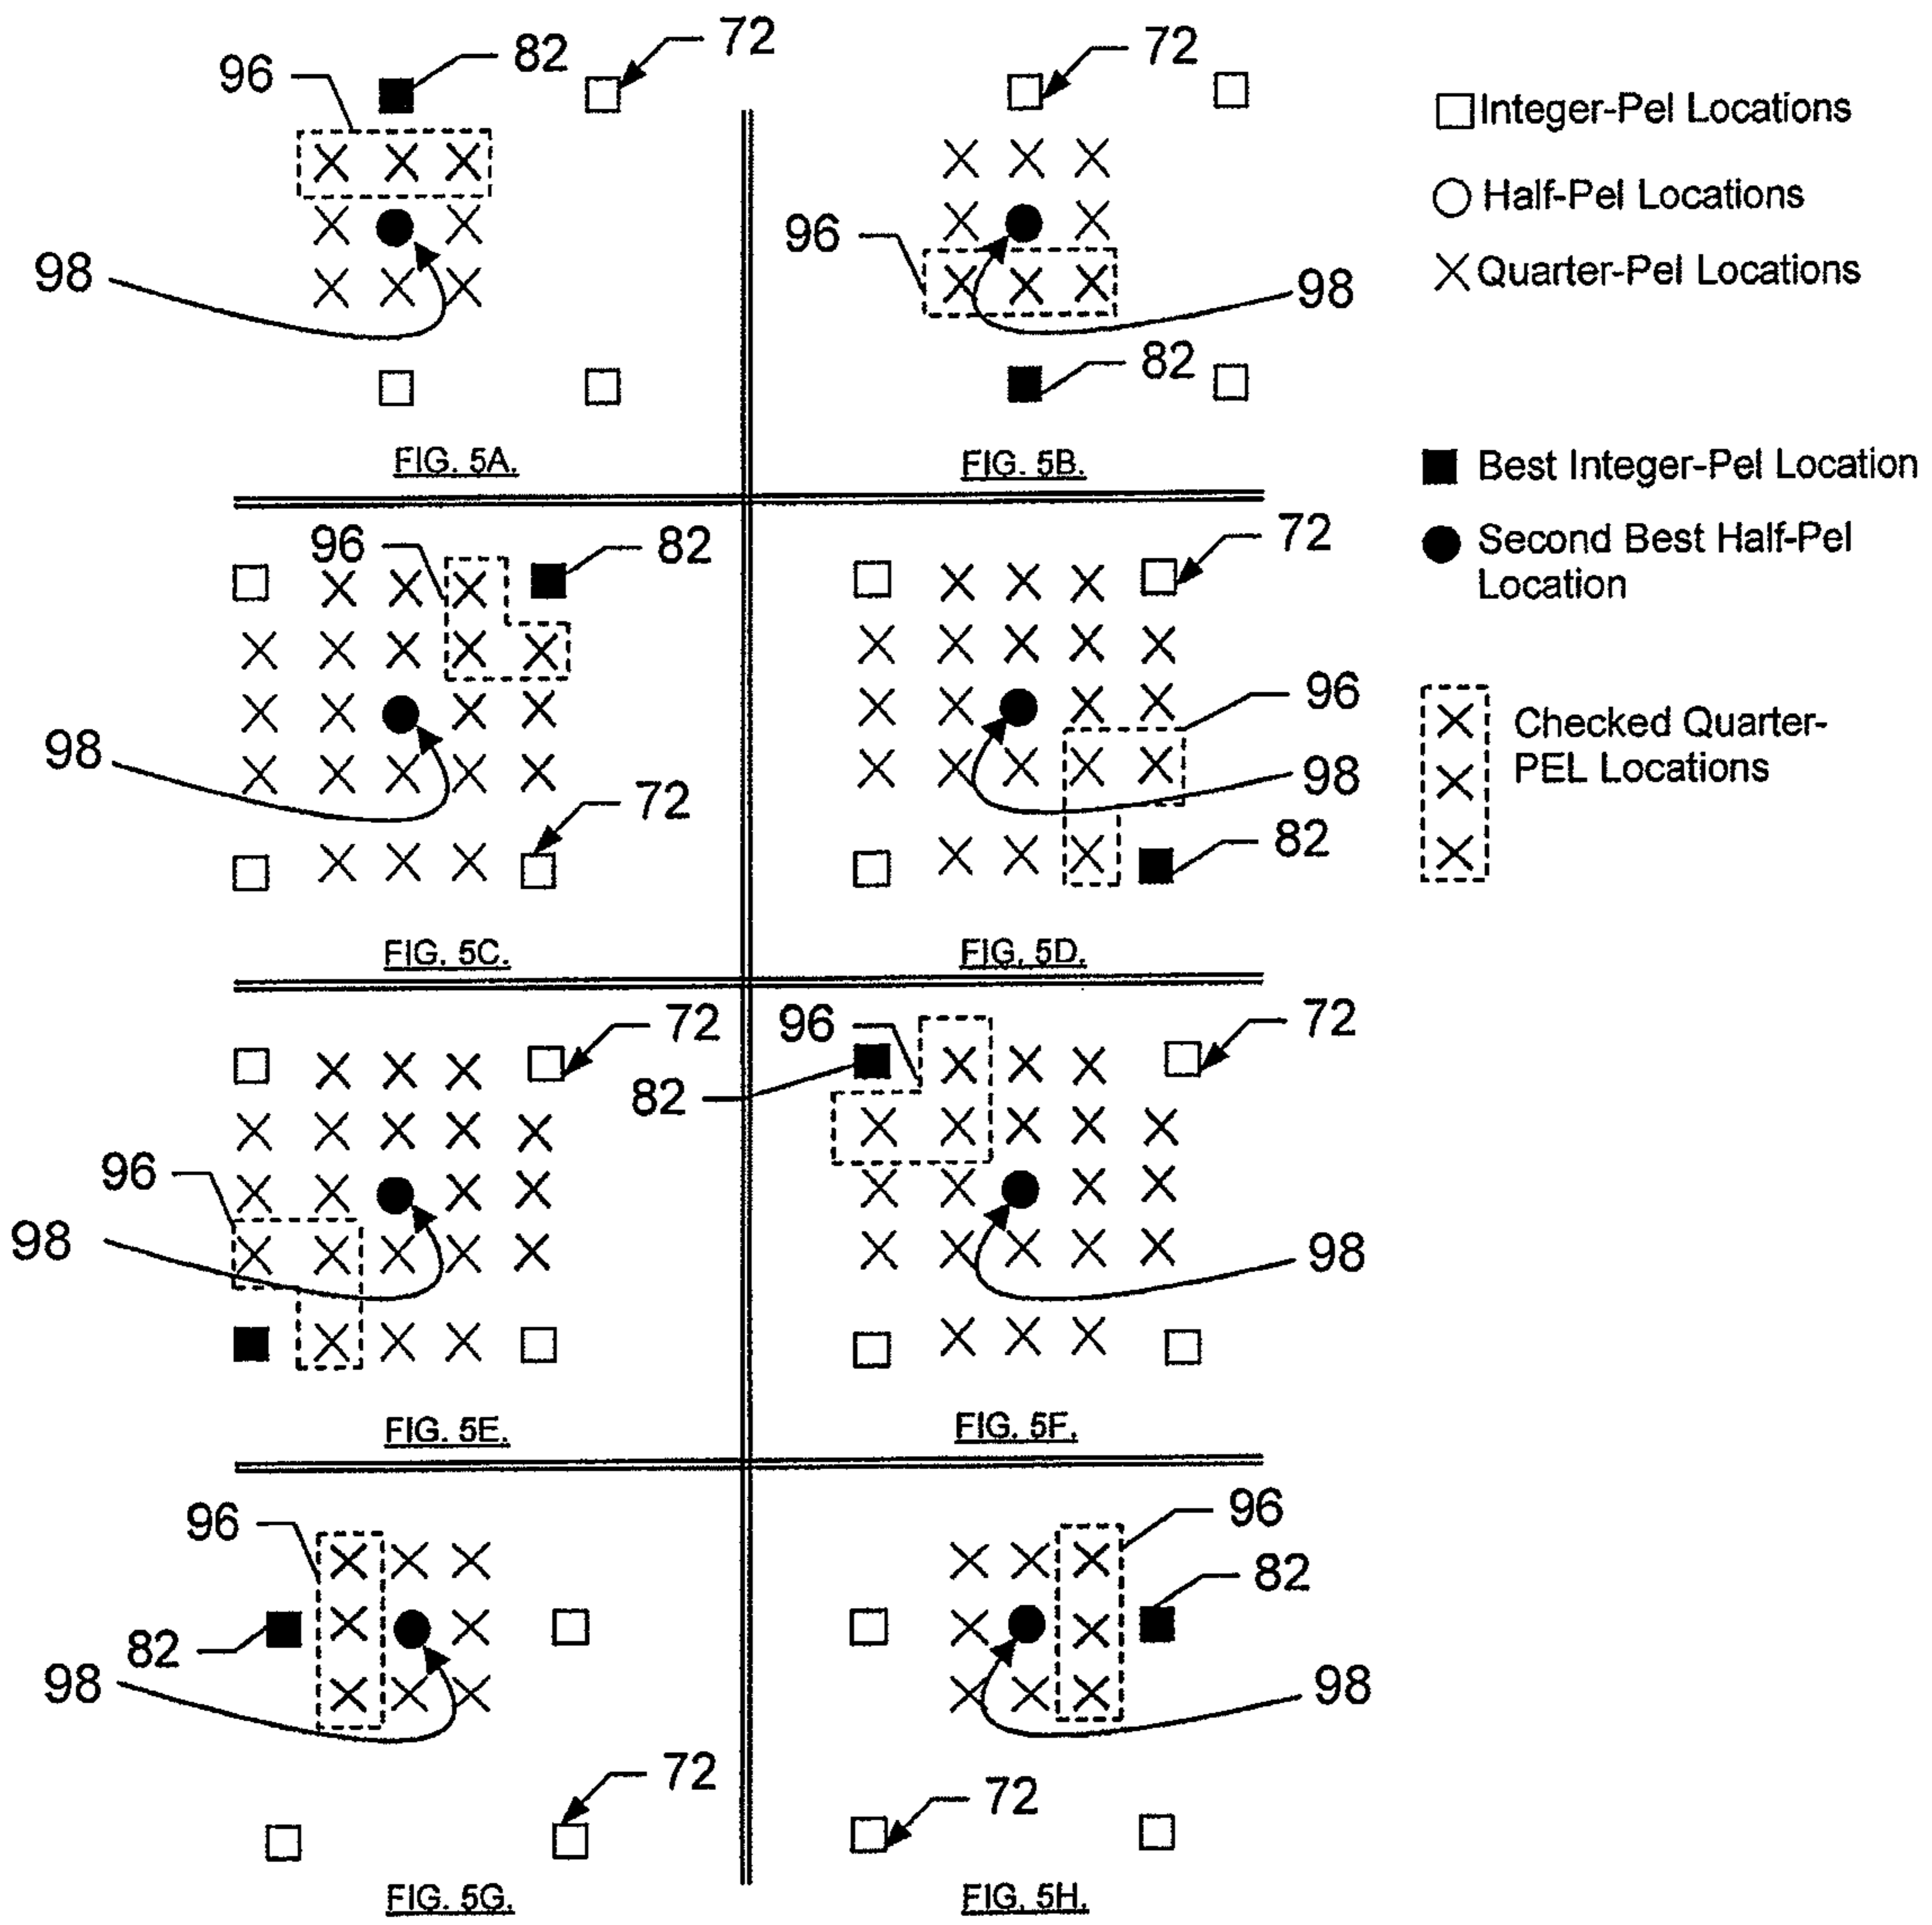 96
82
72
98
FIG. 5A.
72
96
98
82
FIG. 5B.
Integer-Pel Locations
Half-Pel Locations
Quarter-Pel Locations
Best Integer-Pel Location
Second Best Half-Pel
Location
Checked Quarter-
PEL Locations
96
82
98
72
FIG. 5C.
72
96
98
82
FIG. 5D.
72
96
98
FIG. 5E.
96
72
82
98
FIG. 5F.
96
82
98
72
FIG. 5G.
96
82
98
72
FIG. 5H.